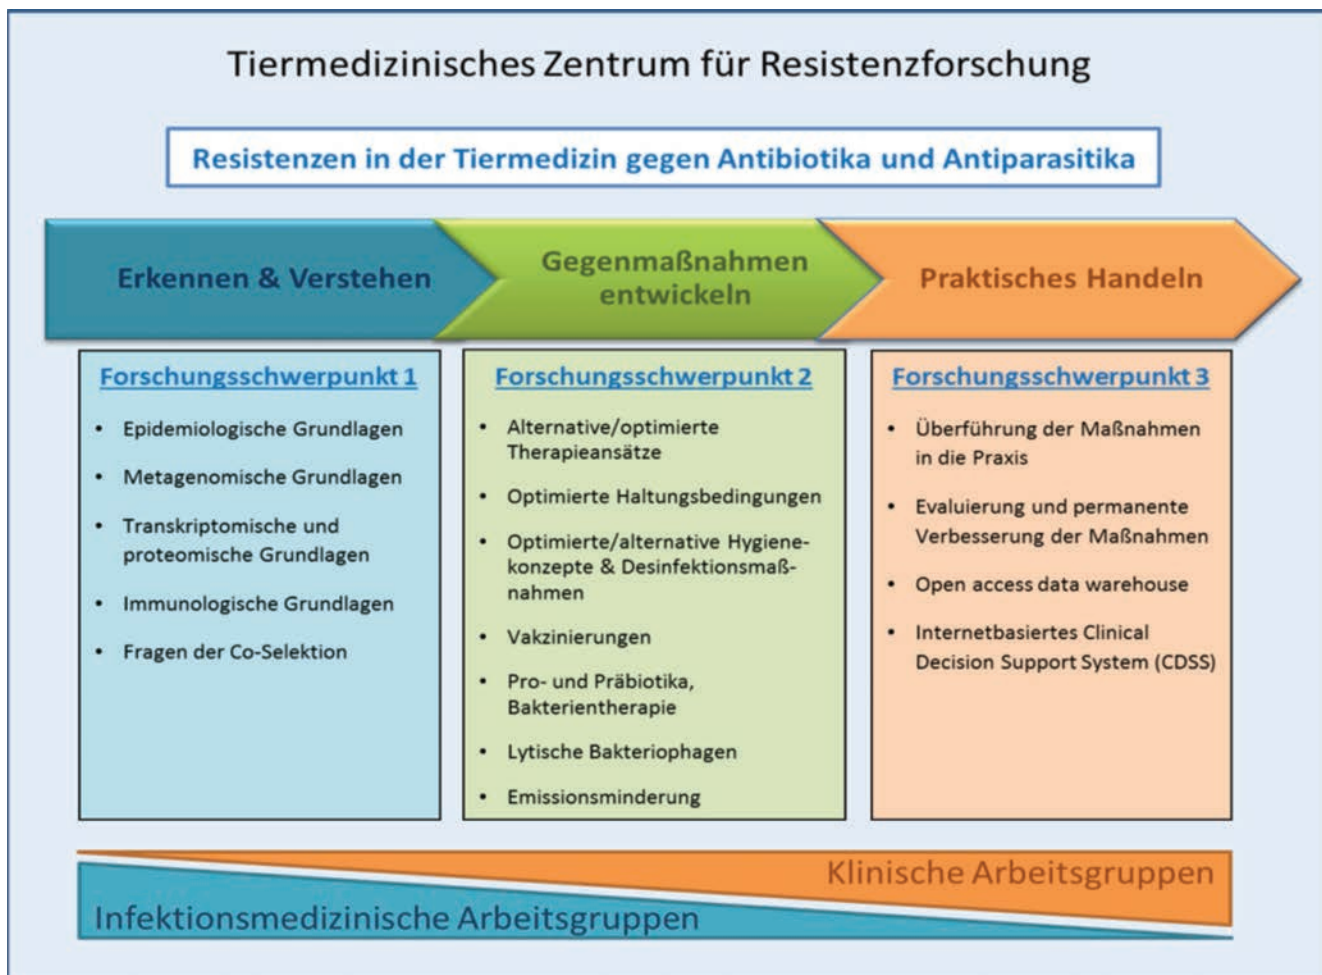 Tiermedizinisches Zentrum für Resistenzforschung
Resistenzen in der Tiermedizin gegen Antibiotika und Antiparasitika
Erkennen & Verstehen
Gegenmaßnahmen
entwickeln
Praktisches Handeln
Forschungsschwerpunkt 1
• Epidemiologische Grundlagen
• Metagenomische Grundlagen
• Transkriptomische und
proteomische Grundlagen
• Immunologische Grundlagen
• Fragen der Co-Selektion
Forschungsschwerpunkt 2
• Alternative/optimierte
Therapieansätze
• Optimierte Haltungsbedingungen
• Optimierte/alternative Hygiene-
konzepte & Desinfektionsmaß-
nahmen
• Vakzinierungen
• Pro- und Präbiotika,
Bakterientherapie
• Lytische Bakteriophagen
• Emissionsminderung
Forschungsschwerpunkt 3
• Überführung der Maßnahmen
in die Praxis
• Evaluierung und permanente
Verbesserung der Maßnahmen
• Open access data warehouse
• Internetbasiertes Clinical
Decision Support System (CDSS)
Klinische Arbeitsgruppen
Infektionsmedizinische Arbeitsgruppen